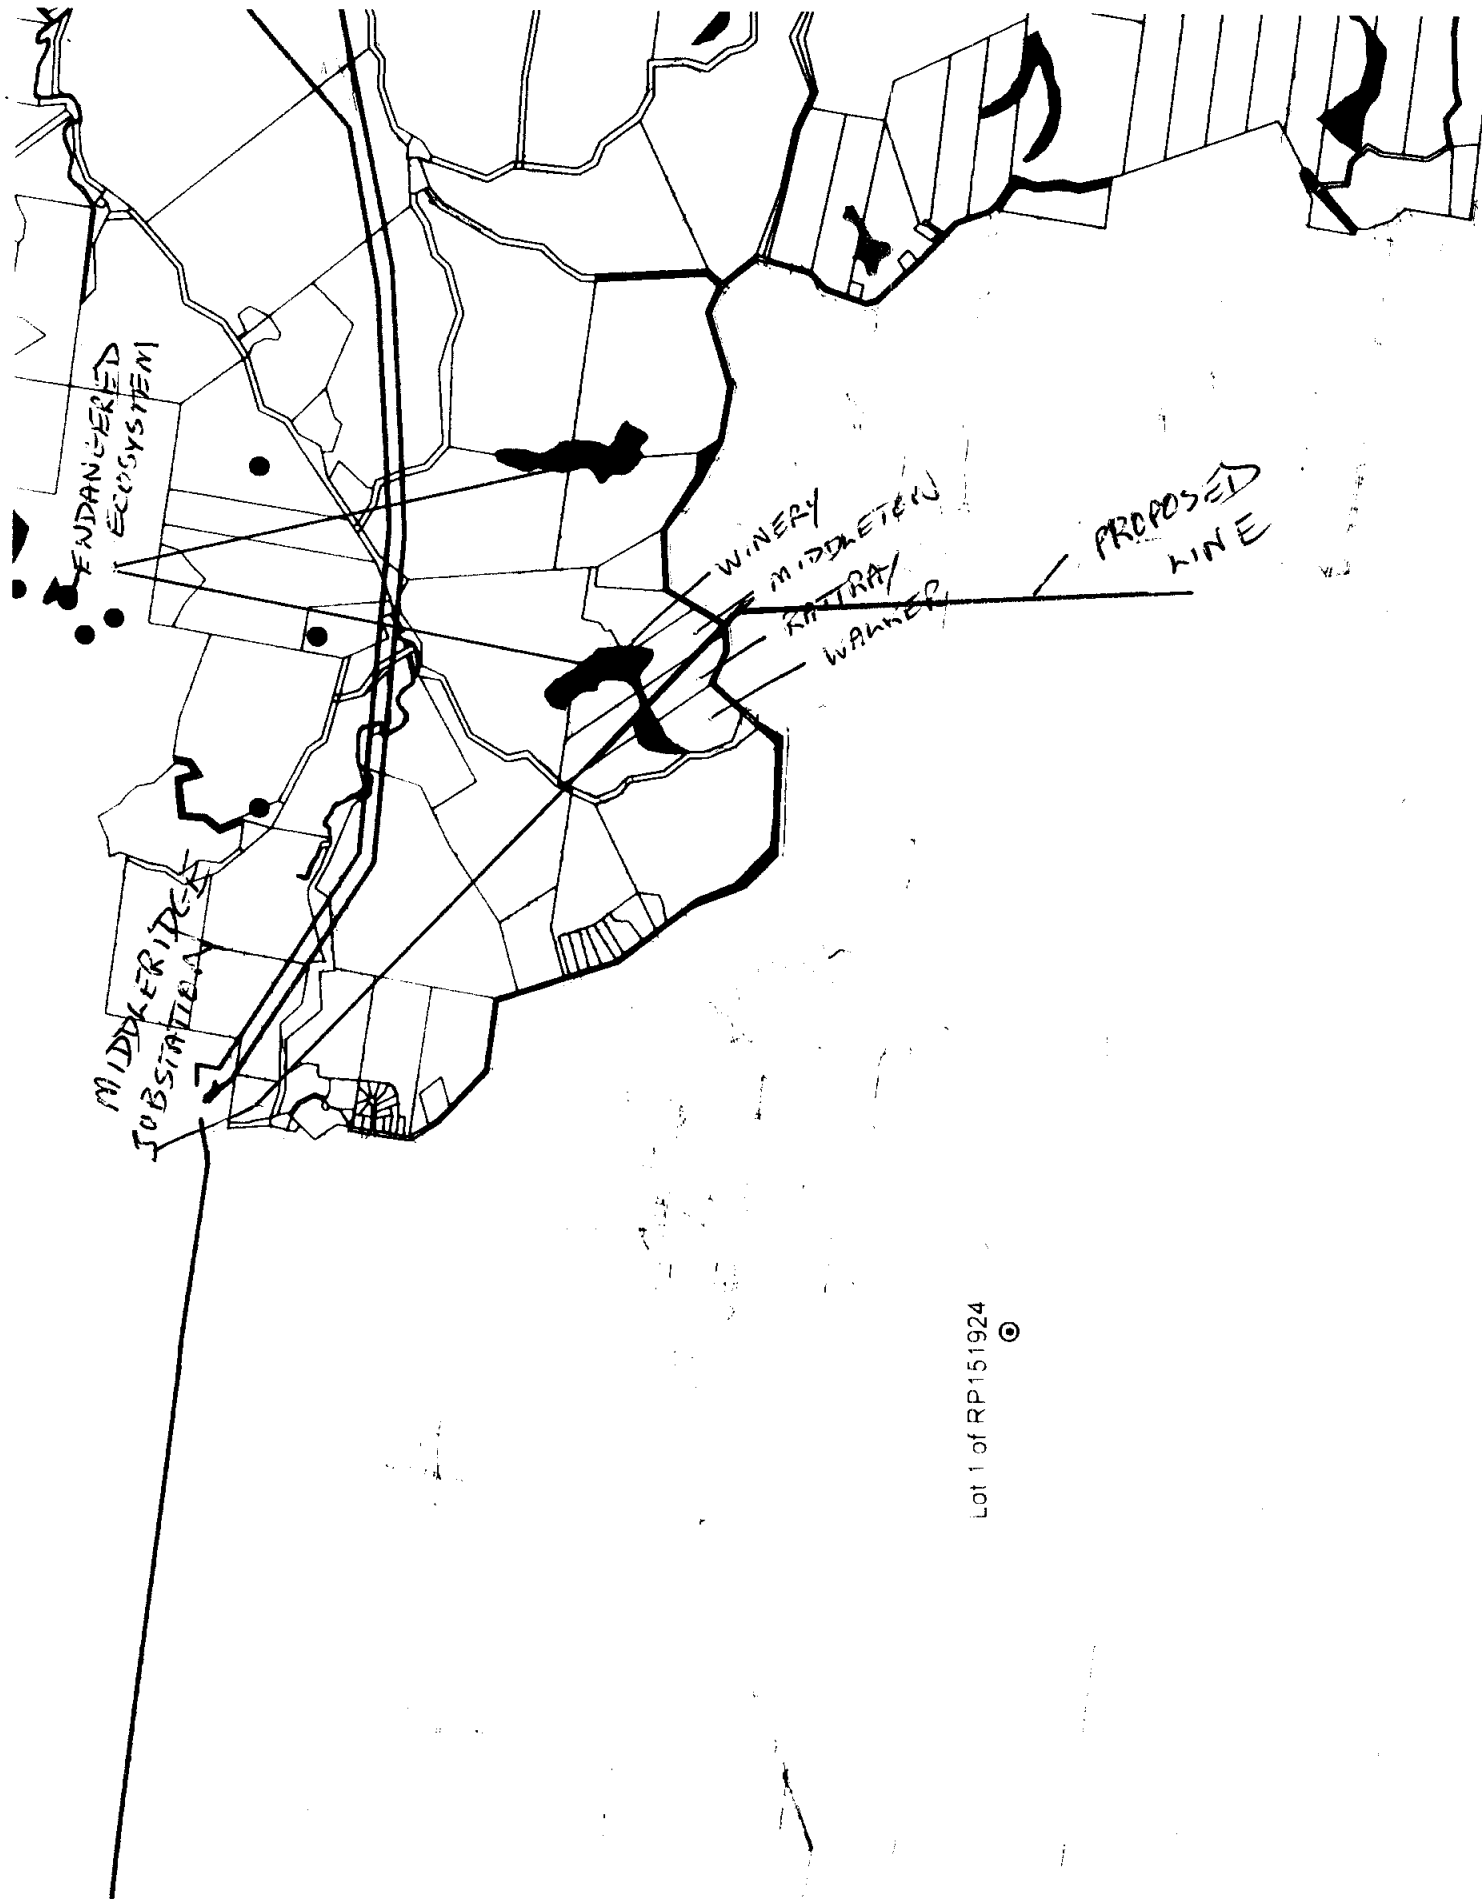 ENDANGERED
ECOSYSTEM
WINERY
MIDDLETON
RATTRAY
WALKER
PROPOSED
LINE
MIDDLERIDGE
SUBSTATION
Lot 1 of RP151924